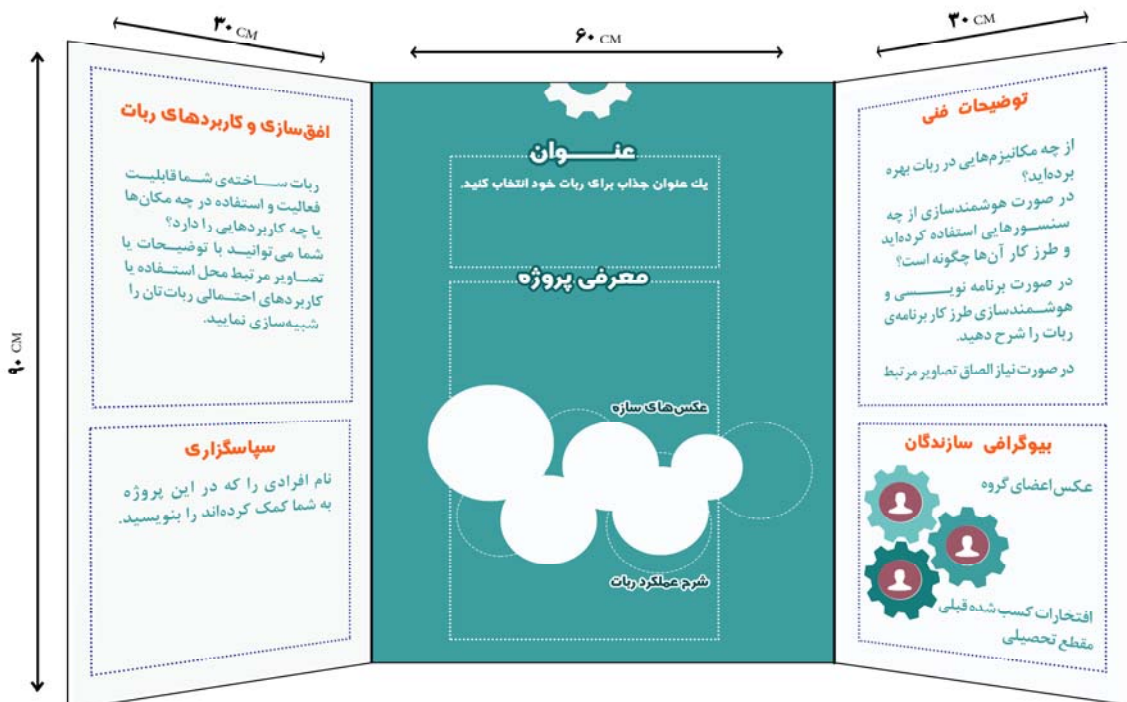 ۳۰ CM
۶۰ CM
۳۰ CM
۹۰ CM
توضیحات فنی
از چه مکانیزم‌هایی در ربات بهره
برده‌اید؟
در صورت هوشمندسازی از چه
سنسورهایی استفاده کرده‌اید
و طرز کار آن‌ها چگونه است؟
در صورت برنامه نویسی و
هوشمندسازی طرز کار برنامه‌ی
ربات را شرح دهید.
در صورت نیاز الصاق تصاویر مرتبط
بیوگرافی سازندگان
عکس اعضای گروه
افتخارات کسب شده قبلی
مقطع تحصیلی
عنوان
یك عنوان جذاب برای ربات خود انتخاب کنید.
معرفی پروژه
عکس‌های سازه
شرح عملکرد ربات
افق‌سازی و کاربردهای ربات
ربات ساخته‌ی شما قابلیت
فعالیت و استفاده در چه مکان‌ها
یا چه کاربردهایی را دارد؟
شما می‌توانید با توضیحات یا
تصاویر مرتبط محل استفاده یا
کاربردهای احتمالی ربات‌تان را
شبیه‌سازی نمایید.
سپاسگزاری
نام افرادی را که در این پروژه
به شما کمک کرده‌اند را بنویسید.